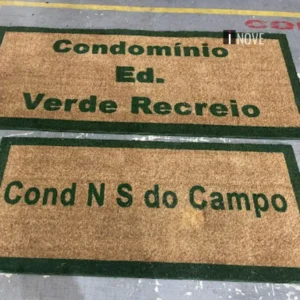 I NOVE
Condomínio
Ed.
Verde Recreio
Cond N S do Campo